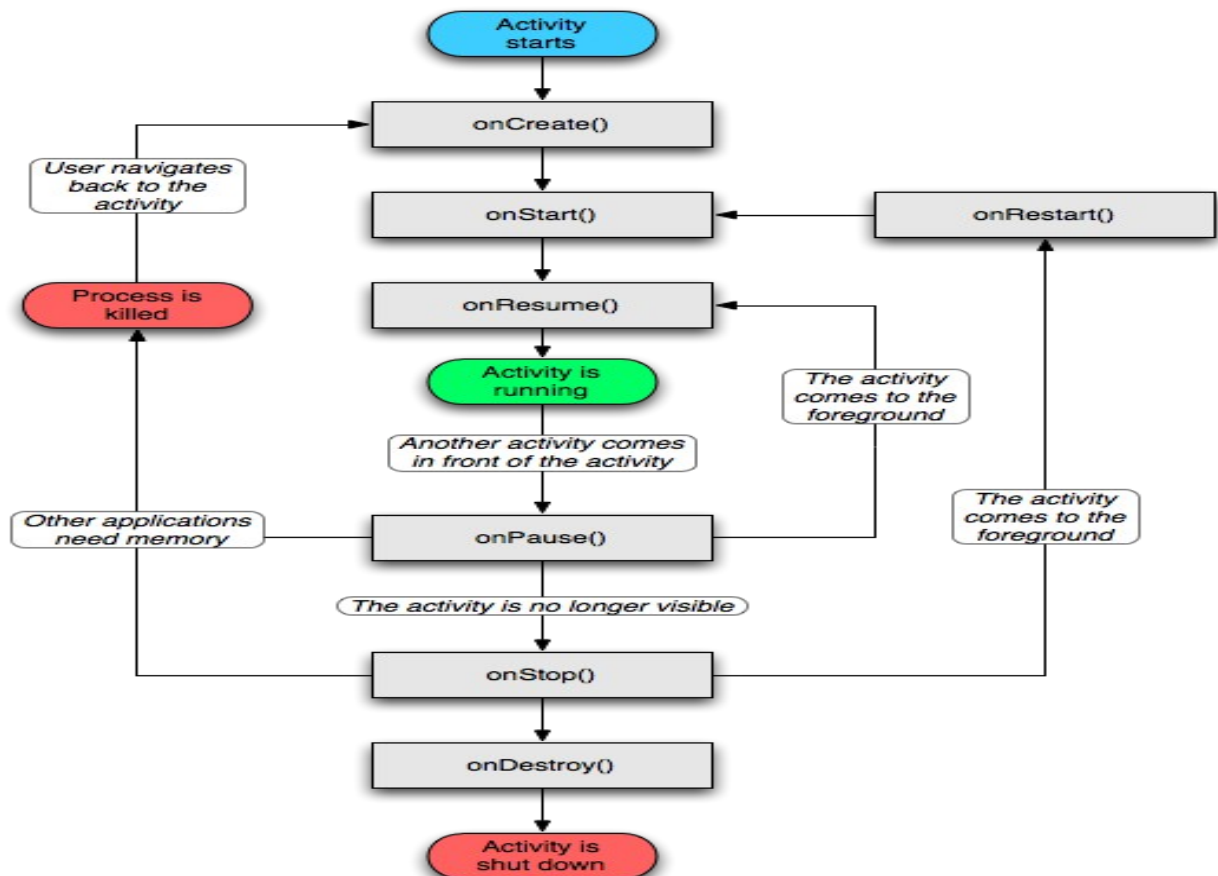 Activity
starts
onCreate()
User navigates
back to the
activity
onStart()
onRestart()
Process is
killed
onResume()
Activity is
running
The activity
comes to the
foreground
Another activity comes
in front of the activity
Other applications
need memory
onPause()
The activity
comes to the
foreground
The activity is no longer visible
onStop()
onDestroy()
Activity is
shut down